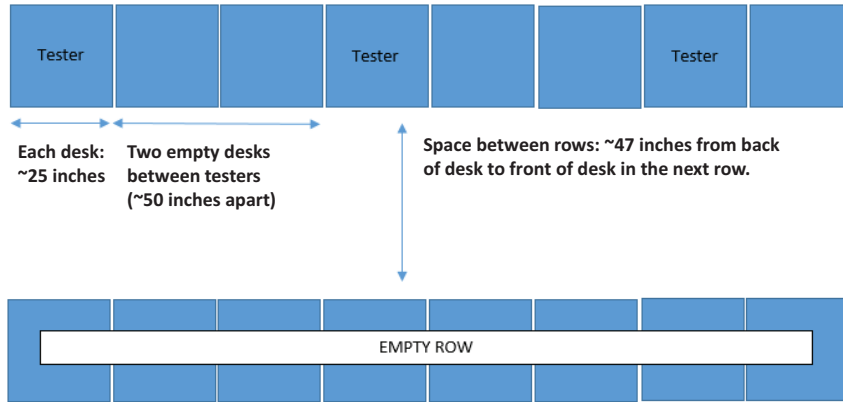 Tester
Tester
Tester
Each desk:
~25 inches
Two empty desks
between testers
(~50 inches apart)
Space between rows: ~47 inches from back
of desk to front of desk in the next row.
EMPTY ROW